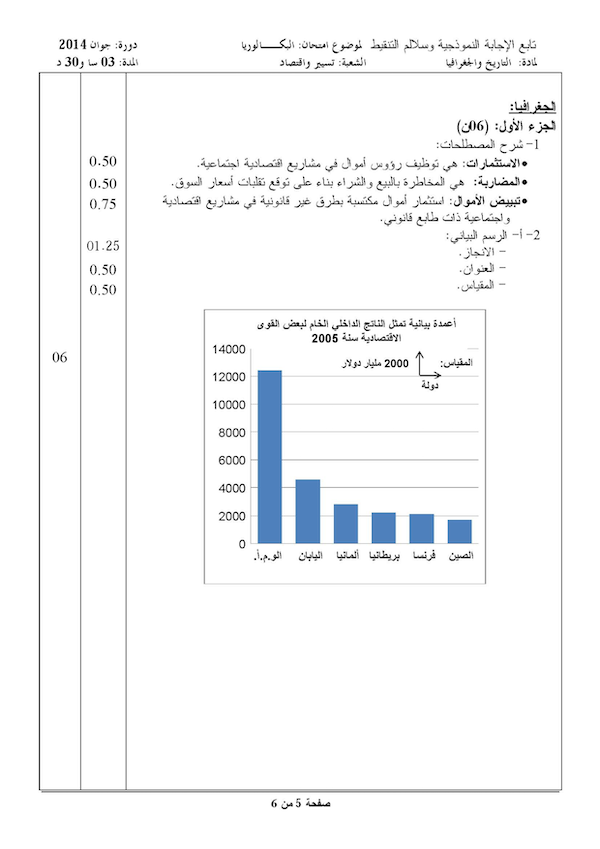 تابع الإجابة النموذجية وسلالم التنقيط لموضوع امتحان: البكـــالوريا دورة: جوان 2014
لمادة: التاريخ والجغرافيا الشعبة: تسيير واقتصاد المدة: 03 سا و30 د
الجغرافيا:
الجزء الأول: (06ن)
1- شرح المصطلحات:
•الاستثمارات: هي توظيف رؤوس أموال في مشاريع اقتصادية اجتماعية. 0.50
•المضاربة: هي المخاطرة بالبيع والشراء بناء على توقع تقلبات أسعار السوق. 0.50
•تبييض الأموال: استثمار أموال مكتسبة بطرق غير قانونية في مشاريع اقتصادية 0.75
واجتماعية ذات طابع قانوني.
2- أ- الرسم البياني:
- الانجاز. 01.25
- العنوان. 0.50
- المقياس. 0.50
06
أعمدة بيانية تمثل الناتج الداخلي الخام لبعض القوى
الاقتصادية سنة 2005
المقياس: 2000 مليار دولار
دولة
14000
12000
10000
8000
6000
4000
2000
0
الو.م.أ. اليابان ألمانيا بريطانيا فرنسا الصين
صفحة 5 من 6